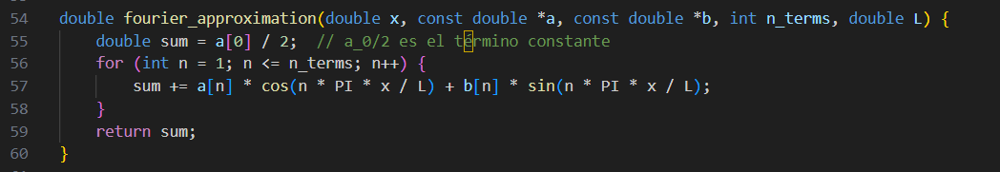 54 double fourier_approximation(double x, const double *a, const double *b, int n_terms, double L) {
55     double sum = a[0] / 2;  // a_0/2 es el término constante
56     for (int n = 1; n <= n_terms; n++) {
57         sum += a[n] * cos(n * PI * x / L) + b[n] * sin(n * PI * x / L);
58     }
59     return sum;
60 }